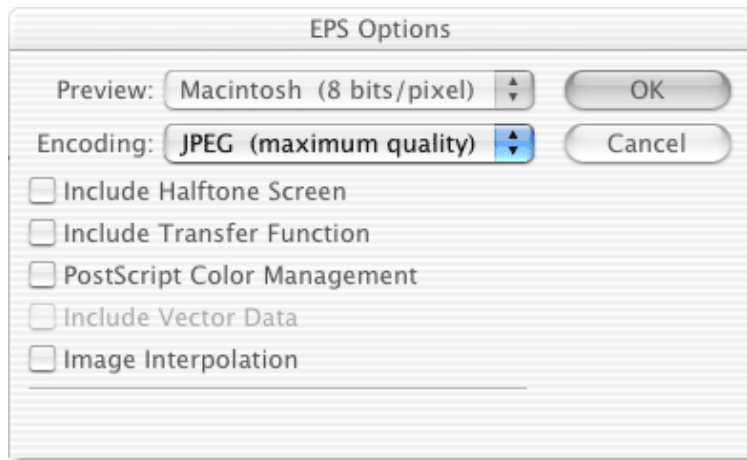 EPS Options
Preview: Macintosh (8 bits/pixel) OK
Encoding: JPEG (maximum quality) Cancel
Include Halftone Screen
Include Transfer Function
PostScript Color Management
Include Vector Data
Image Interpolation